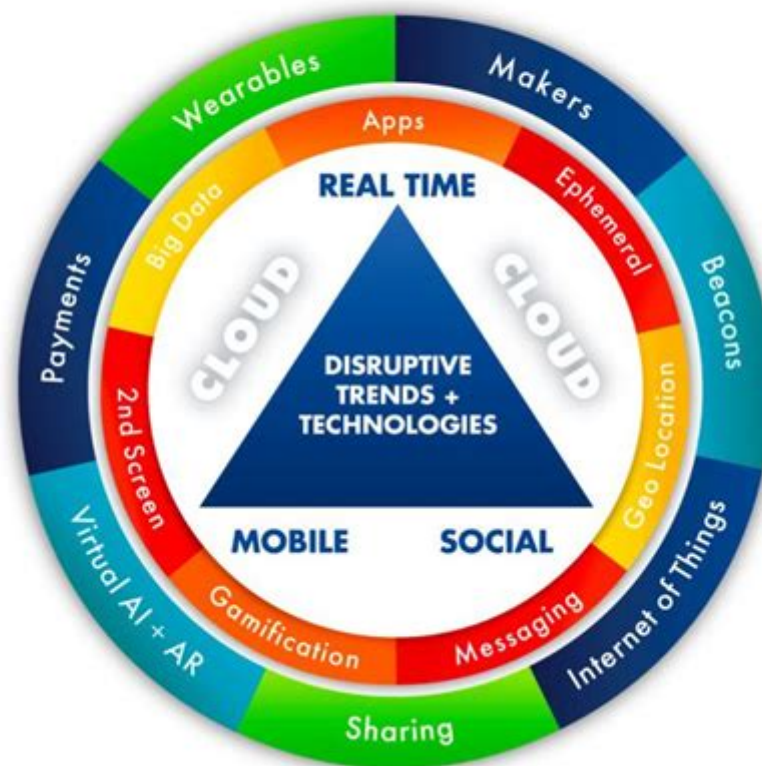 Wearables
Makers
Beacons
Internet of Things
Sharing
Virtual AI + AR
Payments
Apps
Ephemeral
Geo Location
Messaging
Gamification
2nd Screen
Big Data
REAL TIME
CLOUD
CLOUD
DISRUPTIVE
TRENDS +
TECHNOLOGIES
MOBILE
SOCIAL